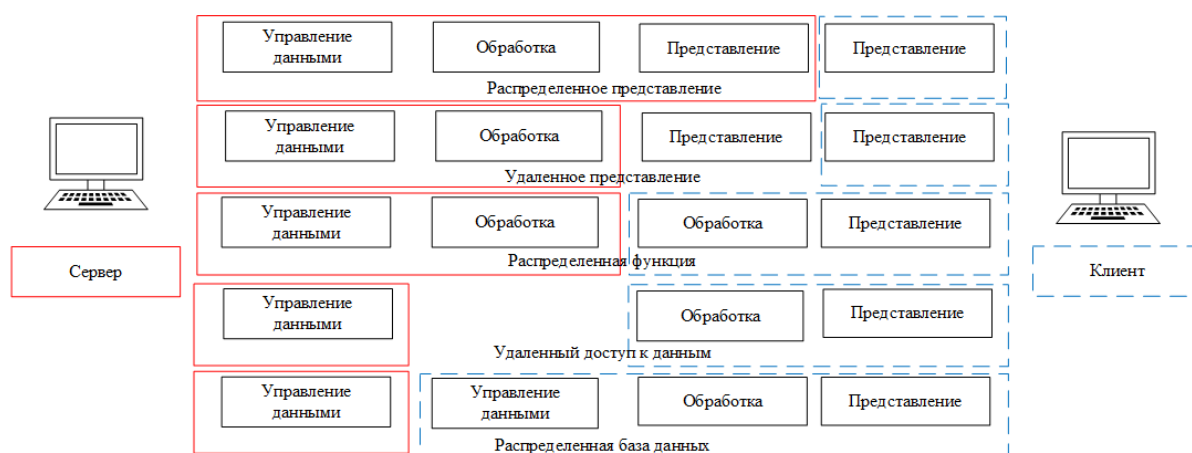 Управление
данными
Обработка
Представление
Представление
Распределенное представление
Управление
данными
Обработка
Представление
Представление
Удаленное представление
Управление
данными
Обработка
Обработка
Представление
Распределенная функция
Сервер
Клиент
Управление
данными
Обработка
Представление
Удаленный доступ к данным
Управление
данными
Управление
данными
Обработка
Представление
Распределенная база данных